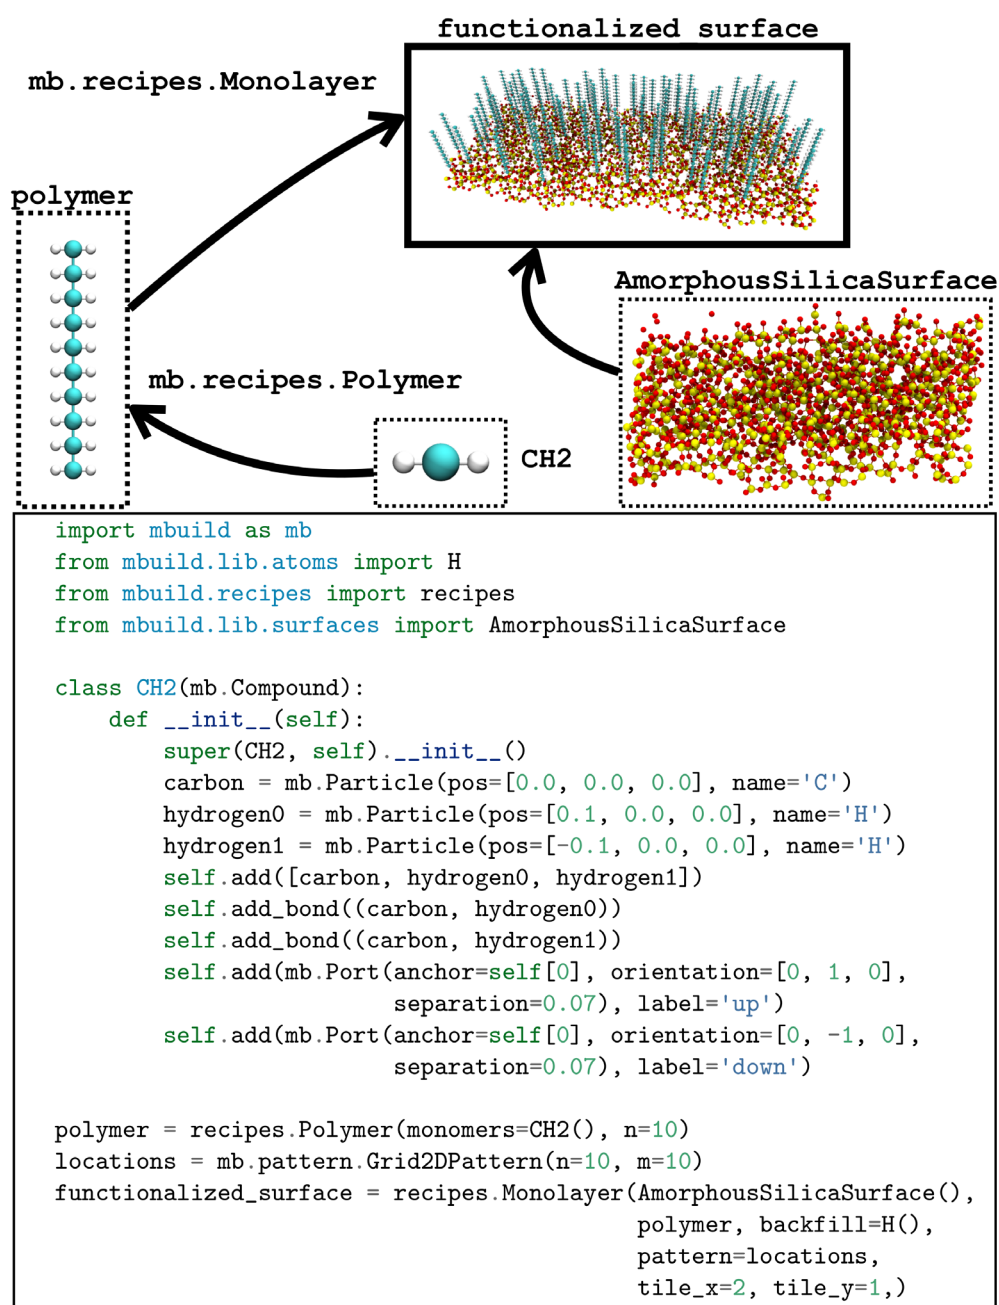 functionalized surface
mb.recipes.Monolayer
polymer
AmorphousSilicaSurface
mb.recipes.Polymer
CH2
import mbuild as mb
from mbuild.lib.atoms import H
from mbuild.recipes import recipes
from mbuild.lib.surfaces import AmorphousSilicaSurface
class CH2(mb.Compound):
    def __init__(self):
        super(CH2, self).__init__()
        carbon = mb.Particle(pos=[0.0, 0.0, 0.0], name='C')
        hydrogen0 = mb.Particle(pos=[0.1, 0.0, 0.0], name='H')
        hydrogen1 = mb.Particle(pos=[-0.1, 0.0, 0.0], name='H')
        self.add([carbon, hydrogen0, hydrogen1])
        self.add_bond((carbon, hydrogen0))
        self.add_bond((carbon, hydrogen1))
        self.add(mb.Port(anchor=self[0], orientation=[0, 1, 0],
                         separation=0.07), label='up')
        self.add(mb.Port(anchor=self[0], orientation=[0, -1, 0],
                         separation=0.07), label='down')
polymer = recipes.Polymer(monomers=CH2(), n=10)
locations = mb.pattern.Grid2DPattern(n=10, m=10)
functionalized_surface = recipes.Monolayer(AmorphousSilicaSurface(),
                                           polymer, backfill=H(),
                                           pattern=locations,
                                           tile_x=2, tile_y=1,)